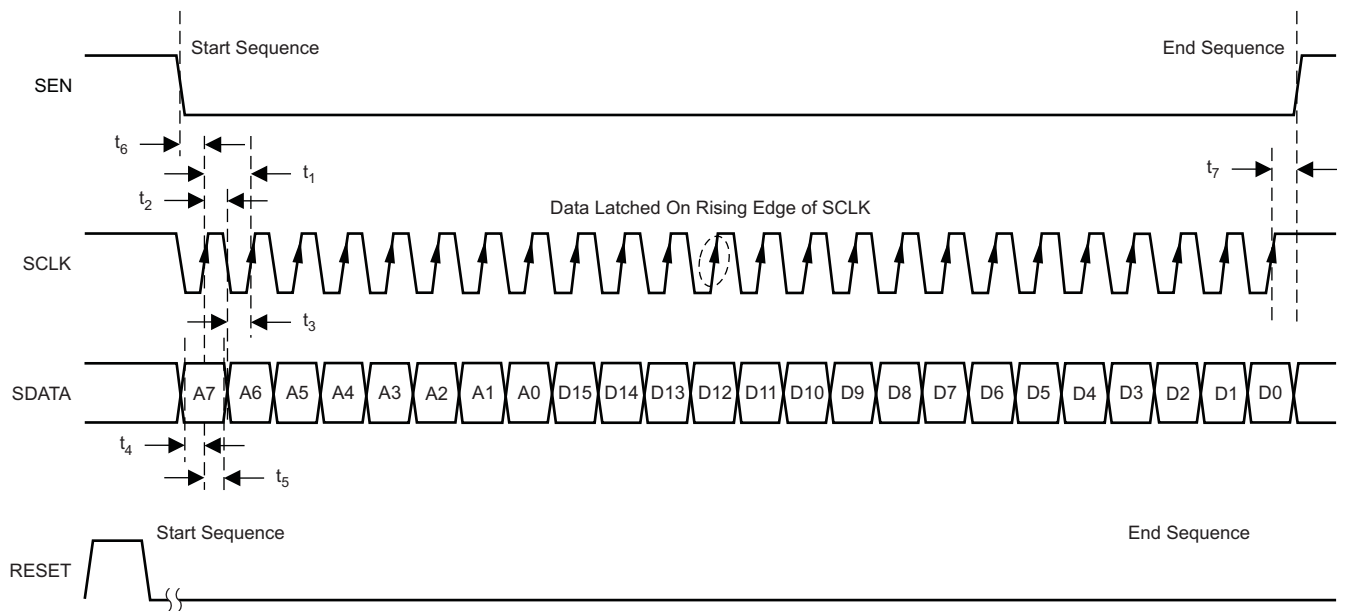 Start Sequence
End Sequence
SEN
t6
t1
t7
t2
Data Latched On Rising Edge of SCLK
SCLK
t3
SDATA
A7 A6 A5 A4 A3 A2 A1 A0 D15 D14 D13 D12 D11 D10 D9 D8 D7 D6 D5 D4 D3 D2 D1 D0
t4
t5
Start Sequence
End Sequence
RESET